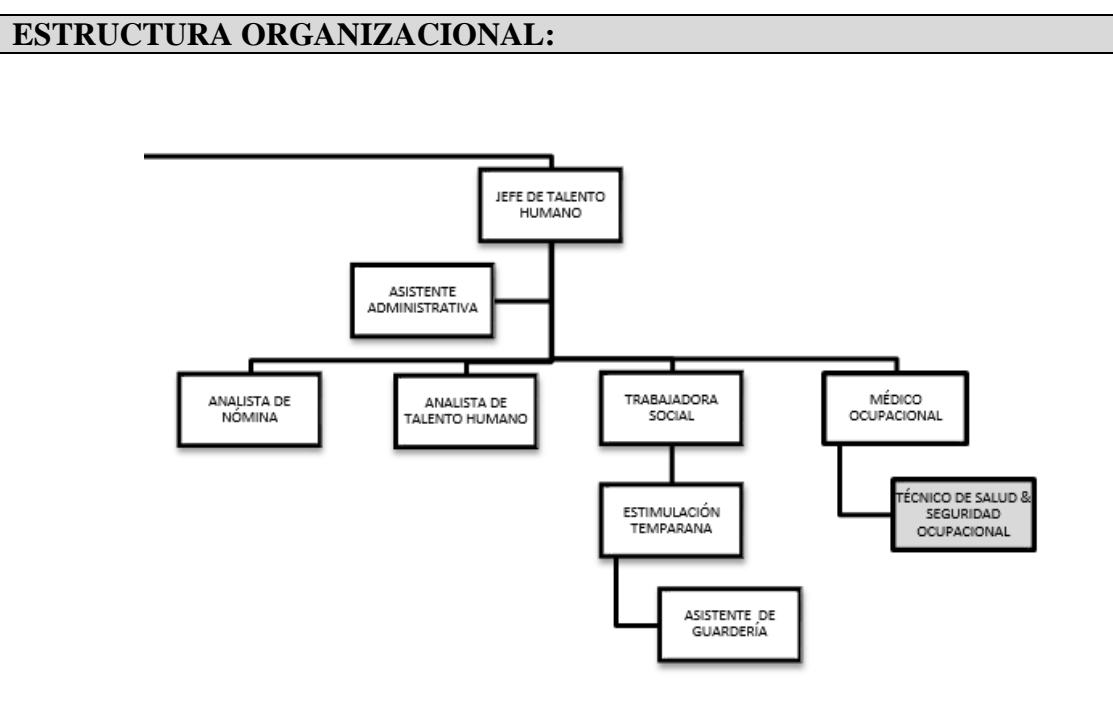 ESTRUCTURA ORGANIZACIONAL:
JEFE DE TALENTO
HUMANO
ASISTENTE
ADMINISTRATIVA
ANALISTA DE
NÓMINA
ANALISTA DE
TALENTO HUMANO
TRABAJADORA
SOCIAL
MÉDICO
OCUPACIONAL
ESTIMULACIÓN
TEMPARANA
TÉCNICO DE SALUD &
SEGURIDAD
OCUPACIONAL
ASISTENTE DE
GUARDERÍA